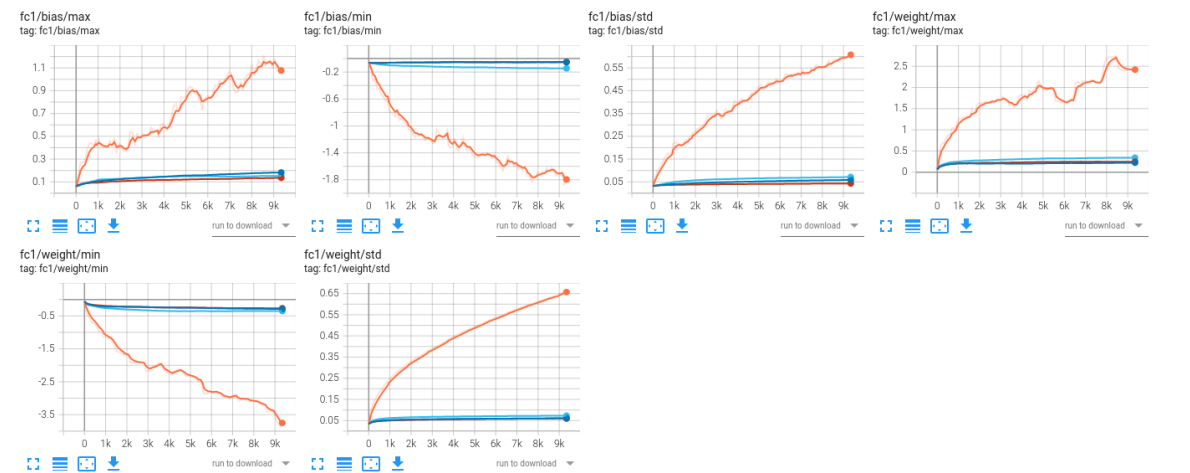 fc1/bias/max
tag: fc1/bias/max
1.1
0.9
0.7
0.5
0.3
0.1
0 1k 2k 3k 4k 5k 6k 7k 8k 9k
run to download
fc1/bias/min
tag: fc1/bias/min
-0.2
-0.6
-1
-1.4
-1.8
0 1k 2k 3k 4k 5k 6k 7k 8k 9k
run to download
fc1/bias/std
tag: fc1/bias/std
0.55
0.45
0.35
0.25
0.15
0.05
0 1k 2k 3k 4k 5k 6k 7k 8k 9k
run to download
fc1/weight/max
tag: fc1/weight/max
2.5
2
1.5
1
0.5
0
0 1k 2k 3k 4k 5k 6k 7k 8k 9k
run to download
fc1/weight/min
tag: fc1/weight/min
-0.5
-1.5
-2.5
-3.5
0 1k 2k 3k 4k 5k 6k 7k 8k 9k
run to download
fc1/weight/std
tag: fc1/weight/std
0.65
0.55
0.45
0.35
0.25
0.15
0.05
0 1k 2k 3k 4k 5k 6k 7k 8k 9k
run to download